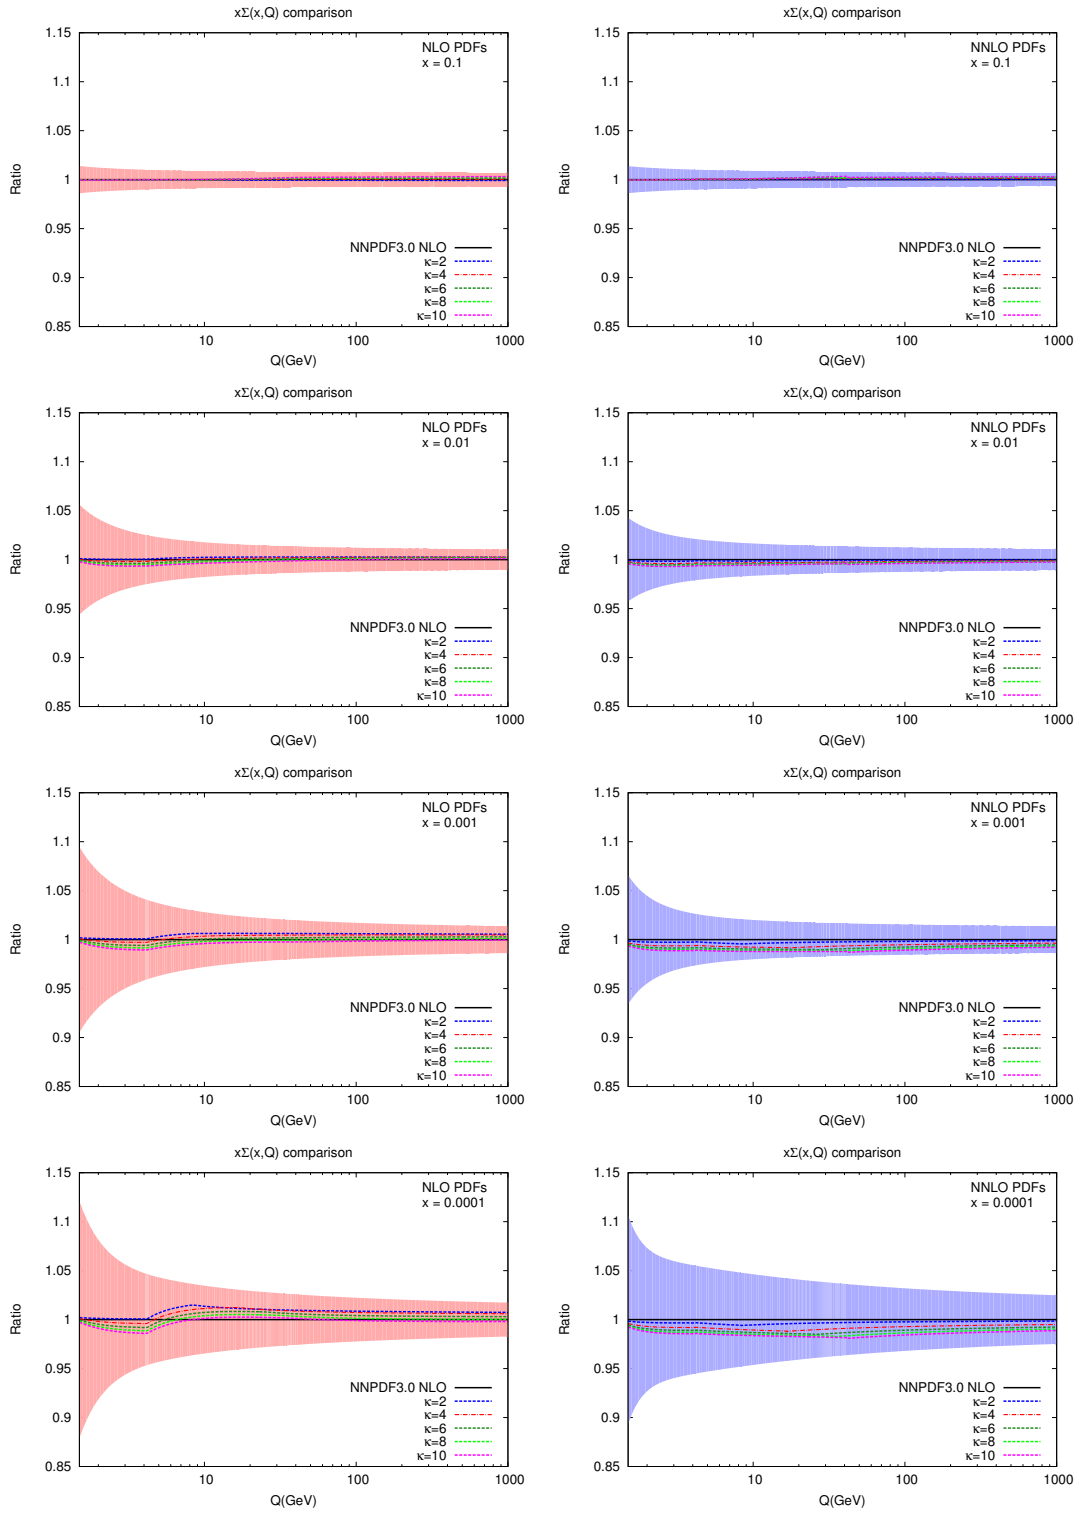 xΣ(x,Q) comparison
1.15
NLO PDFs
x = 0.1
1.1
1.05
Ratio
1
0.95
NNPDF3.0 NLO
κ=2
κ=4
0.9
κ=6
κ=8
κ=10
0.85
10
100
1000
Q(GeV)
xΣ(x,Q) comparison
1.15
NNLO PDFs
x = 0.1
1.1
1.05
Ratio
1
0.95
NNPDF3.0 NLO
κ=2
κ=4
0.9
κ=6
κ=8
κ=10
0.85
10
100
1000
Q(GeV)
xΣ(x,Q) comparison
1.15
NLO PDFs
x = 0.01
1.1
1.05
Ratio
1
0.95
NNPDF3.0 NLO
κ=2
κ=4
0.9
κ=6
κ=8
κ=10
0.85
10
100
1000
Q(GeV)
xΣ(x,Q) comparison
1.15
NNLO PDFs
x = 0.01
1.1
1.05
Ratio
1
0.95
NNPDF3.0 NLO
κ=2
κ=4
0.9
κ=6
κ=8
κ=10
0.85
10
100
1000
Q(GeV)
xΣ(x,Q) comparison
1.15
NLO PDFs
x = 0.001
1.1
1.05
Ratio
1
0.95
NNPDF3.0 NLO
κ=2
κ=4
0.9
κ=6
κ=8
κ=10
0.85
10
100
1000
Q(GeV)
xΣ(x,Q) comparison
1.15
NNLO PDFs
x = 0.001
1.1
1.05
Ratio
1
0.95
NNPDF3.0 NLO
κ=2
κ=4
0.9
κ=6
κ=8
κ=10
0.85
10
100
1000
Q(GeV)
xΣ(x,Q) comparison
1.15
NLO PDFs
x = 0.0001
1.1
1.05
Ratio
1
0.95
NNPDF3.0 NLO
κ=2
κ=4
0.9
κ=6
κ=8
κ=10
0.85
10
100
1000
Q(GeV)
xΣ(x,Q) comparison
1.15
NNLO PDFs
x = 0.0001
1.1
1.05
Ratio
1
0.95
NNPDF3.0 NLO
κ=2
κ=4
0.9
κ=6
κ=8
κ=10
0.85
10
100
1000
Q(GeV)